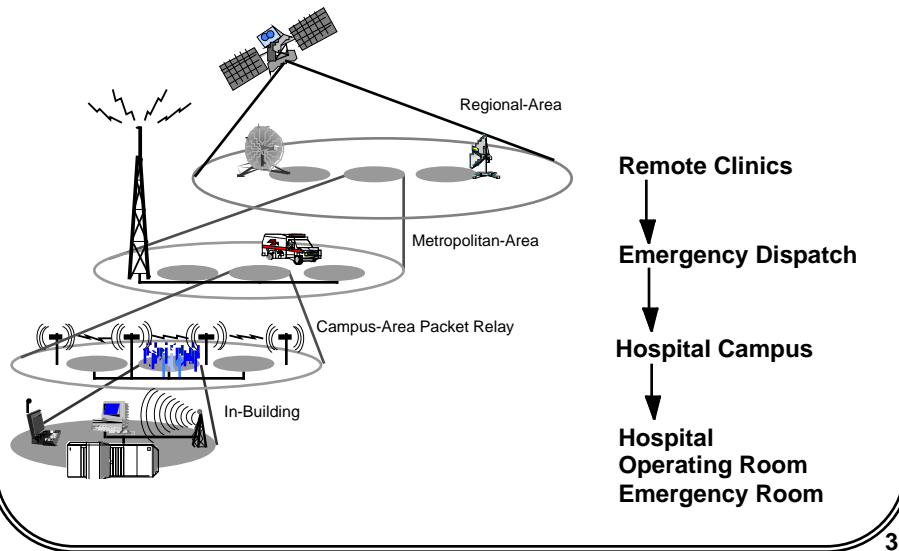 Regional-Area
Metropolitan-Area
Campus-Area Packet Relay
In-Building
Remote Clinics
Emergency Dispatch
Hospital Campus
Hospital
Operating Room
Emergency Room
3